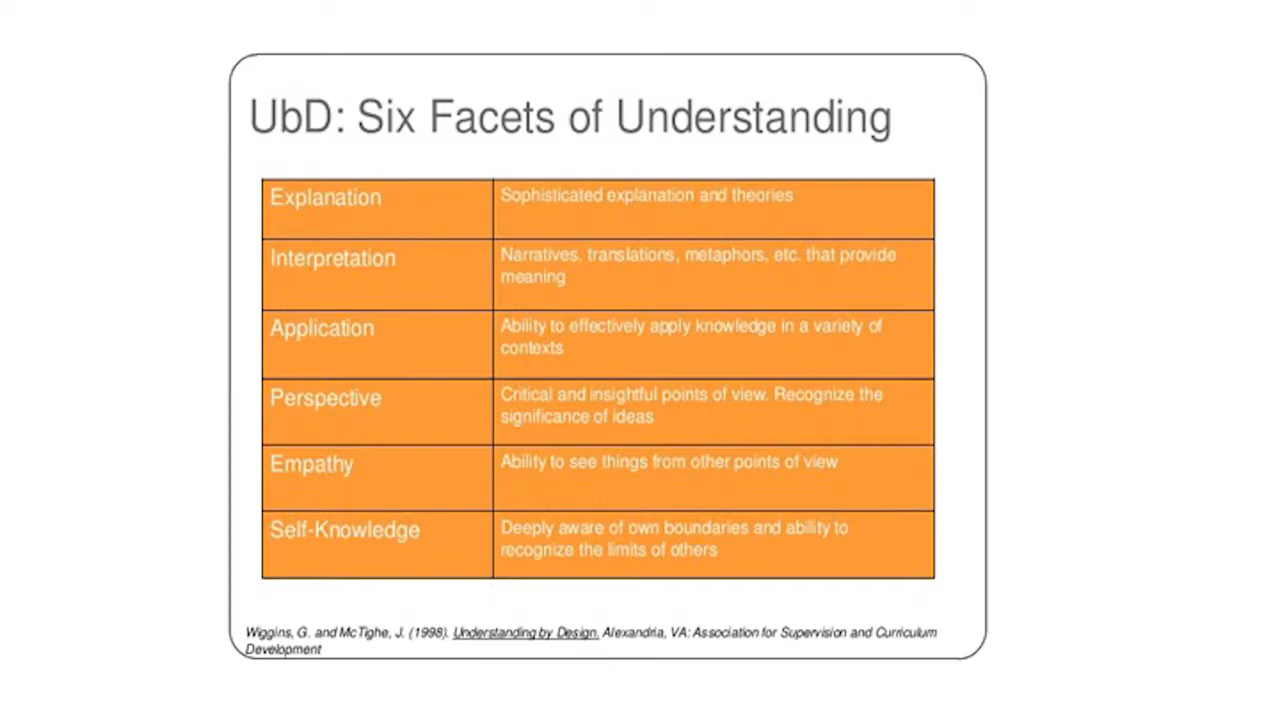 UbD: Six Facets of Understanding
Explanation
Sophisticated explanation and theories
Interpretation
Narratives, translations, metaphors, etc. that provide
meaning
Application
Ability to effectively apply knowledge in a variety of
contexts
Perspective
Critical and insightful points of view. Recognize the
significance of ideas
Empathy
Ability to see things from other points of view
Self-Knowledge
Deeply aware of own boundaries and ability to
recognize the limits of others
Wiggins, G. and McTighe, J. (1998). Understanding by Design. Alexandria, VA: Association for Supervision and Curriculum
Development